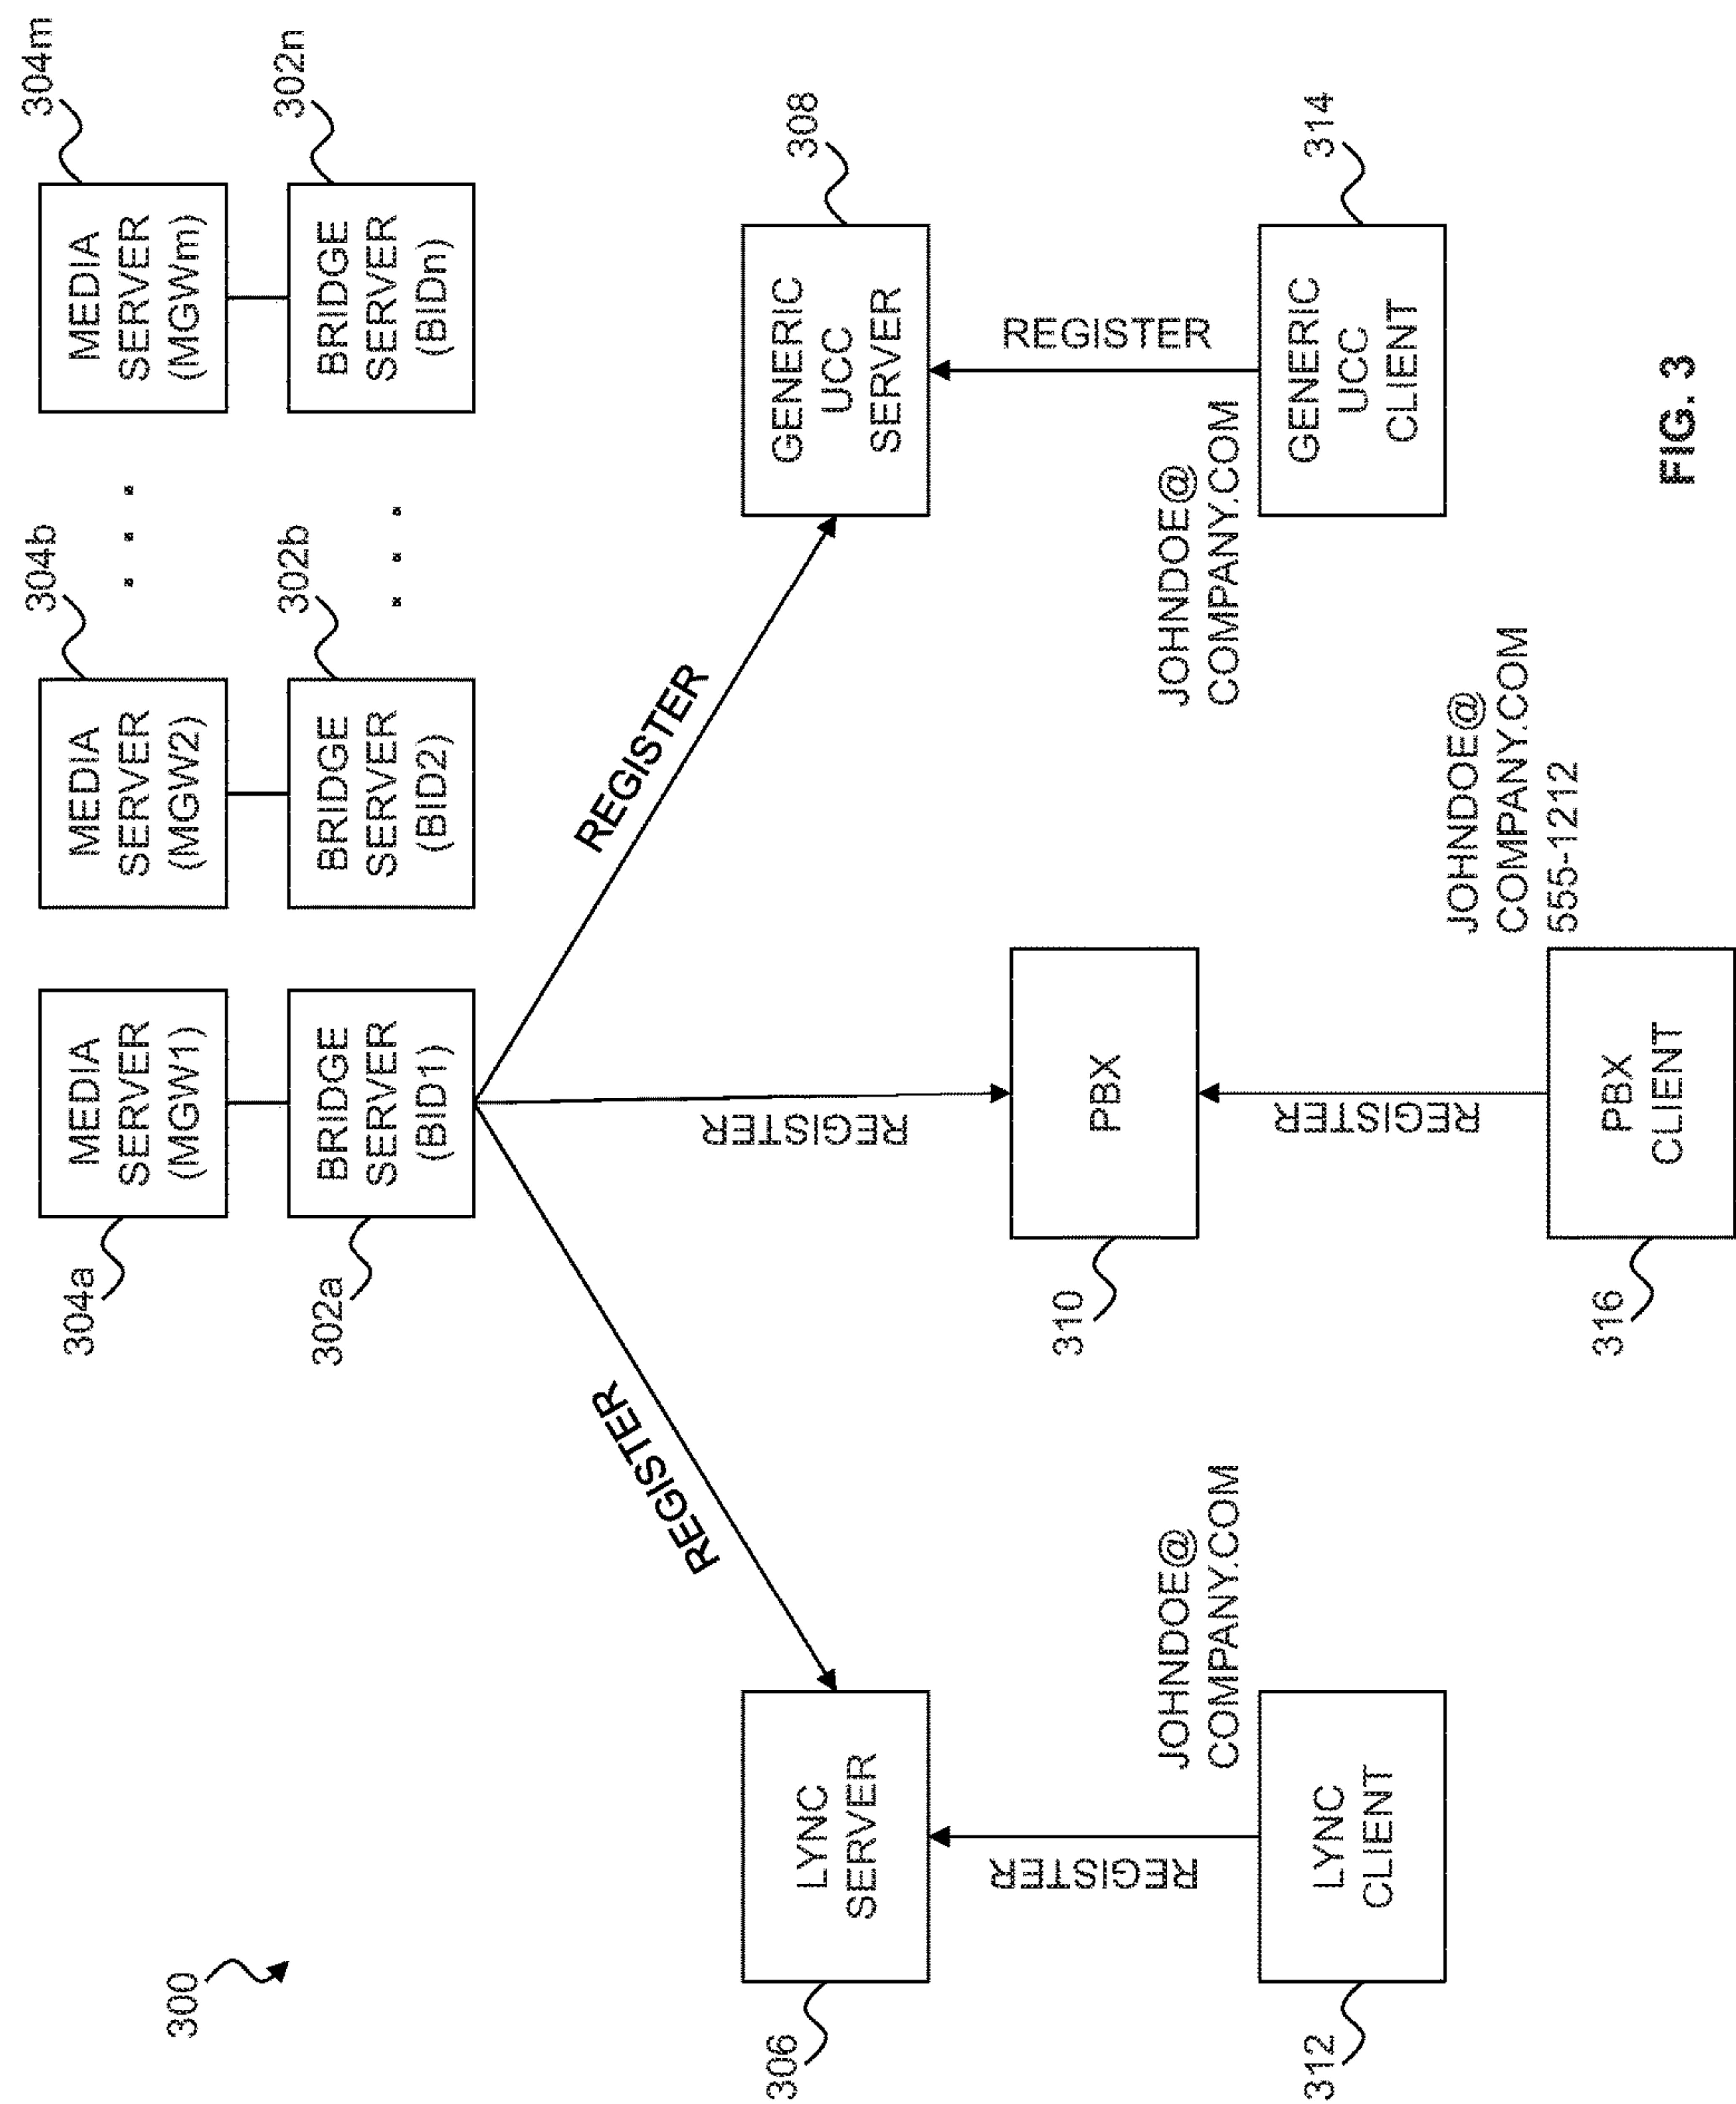 300
304a
MEDIA
SERVER
(MGW1)
304b
MEDIA
SERVER
(MGW2)
304m
MEDIA
SERVER
(MGWm)
302a
BRIDGE
SERVER
(BID1)
302b
BRIDGE
SERVER
(BID2)
302n
BRIDGE
SERVER
(BIDn)
REGISTER
REGISTER
REGISTER
306
LYNC
SERVER
308
GENERIC
UCC
SERVER
310
PBX
REGISTER
JOHNDOE@
COMPANY.COM
REGISTER
JOHNDOE@
COMPANY.COM
REGISTER
312
LYNC
CLIENT
314
GENERIC
UCC
CLIENT
JOHNDOE@
COMPANY.COM
555-1212
316
PBX
CLIENT
FIG. 3